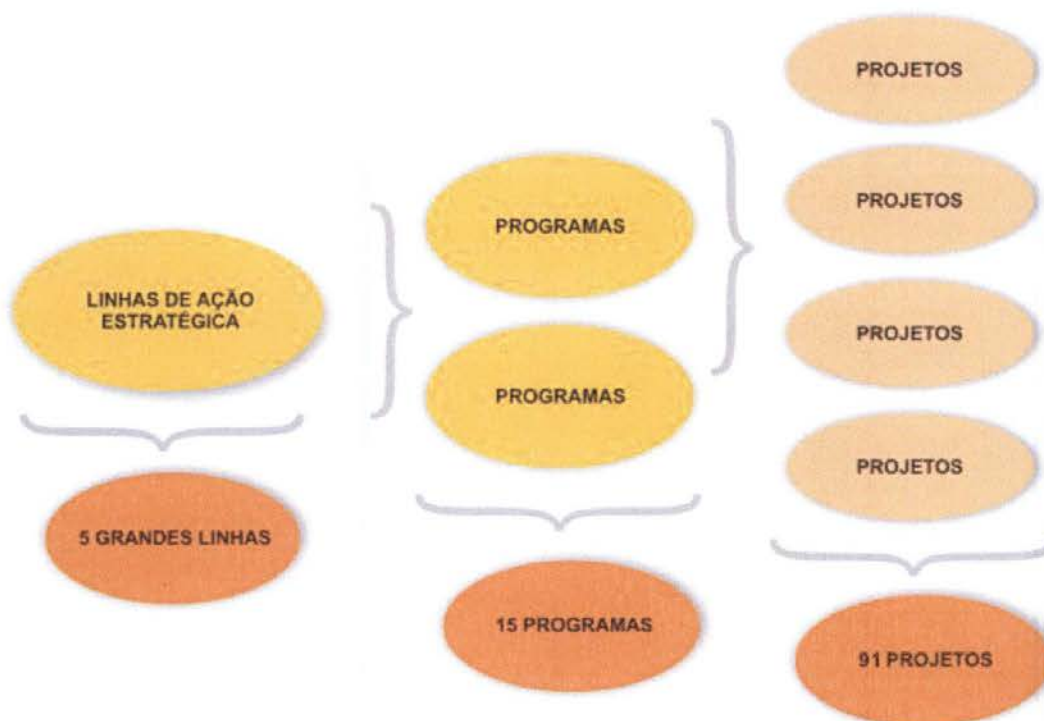 LINHAS DE AÇÃO
ESTRATÉGICA
5 GRANDES LINHAS
PROGRAMAS
PROGRAMAS
15 PROGRAMAS
PROJETOS
PROJETOS
PROJETOS
PROJETOS
91 PROJETOS